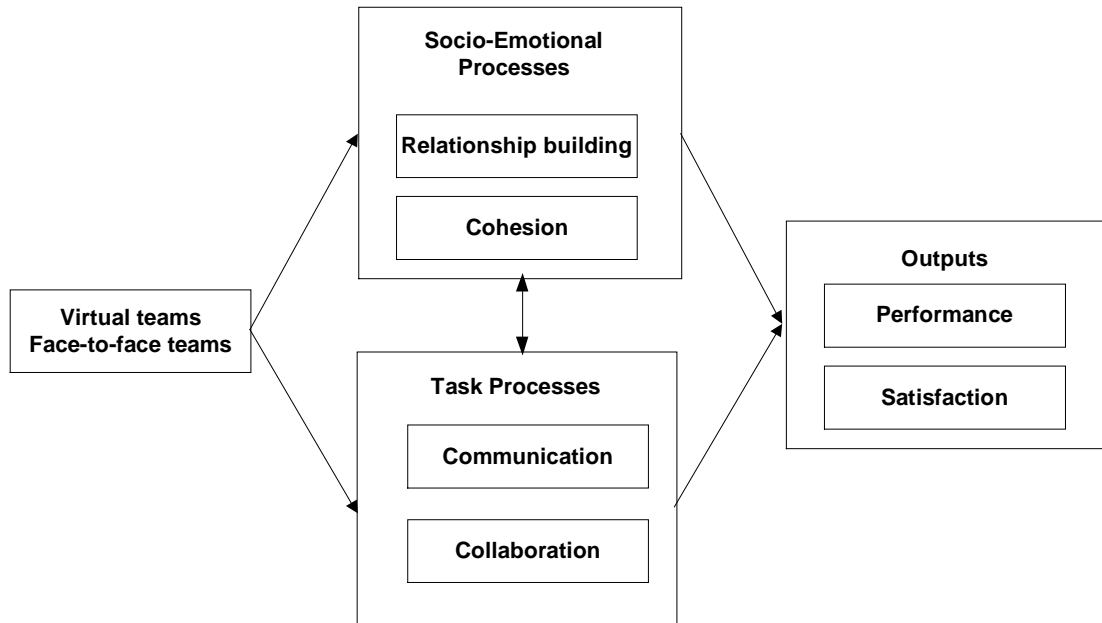 Socio-Emotional
Processes
Relationship building
Cohesion
Virtual teams
Face-to-face teams
Task Processes
Communication
Collaboration
Outputs
Performance
Satisfaction